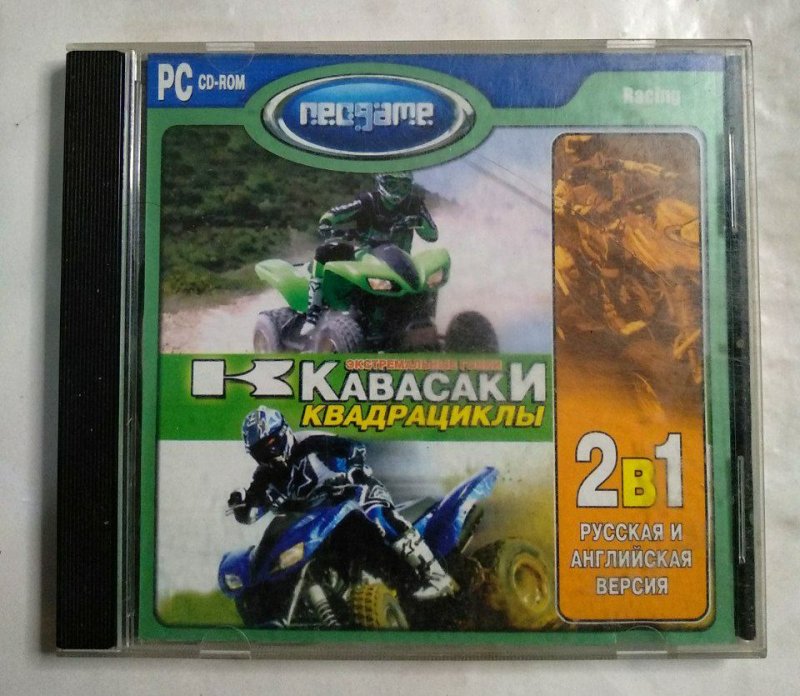 PC CD-ROM
neogame
Racing
ЭКСТРЕМАЛЬНЫЕ ГОНКИ
КАВАСАКИ
КВАДРАЦИКЛЫ
2в1
РУССКАЯ И
АНГЛИЙСКАЯ
ВЕРСИЯ